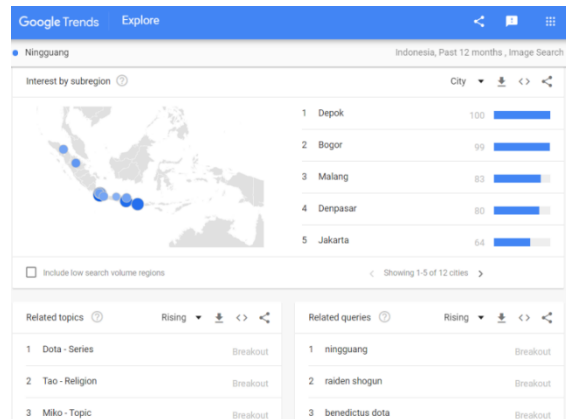 Google Trends Explore
Ningguang
Indonesia, Past 12 months , Image Search
Interest by subregion
City
1 Depok 100
2 Bogor 99
3 Malang 83
4 Denpasar 80
5 Jakarta 64
Include low search volume regions
Showing 1-5 of 12 cities
Related topics
Rising
1 Dota - Series Breakout
2 Tao - Religion Breakout
3 Miko - Topic Breakout
Related queries
Rising
1 ningguang Breakout
2 raiden shogun Breakout
3 benedictus dota Breakout